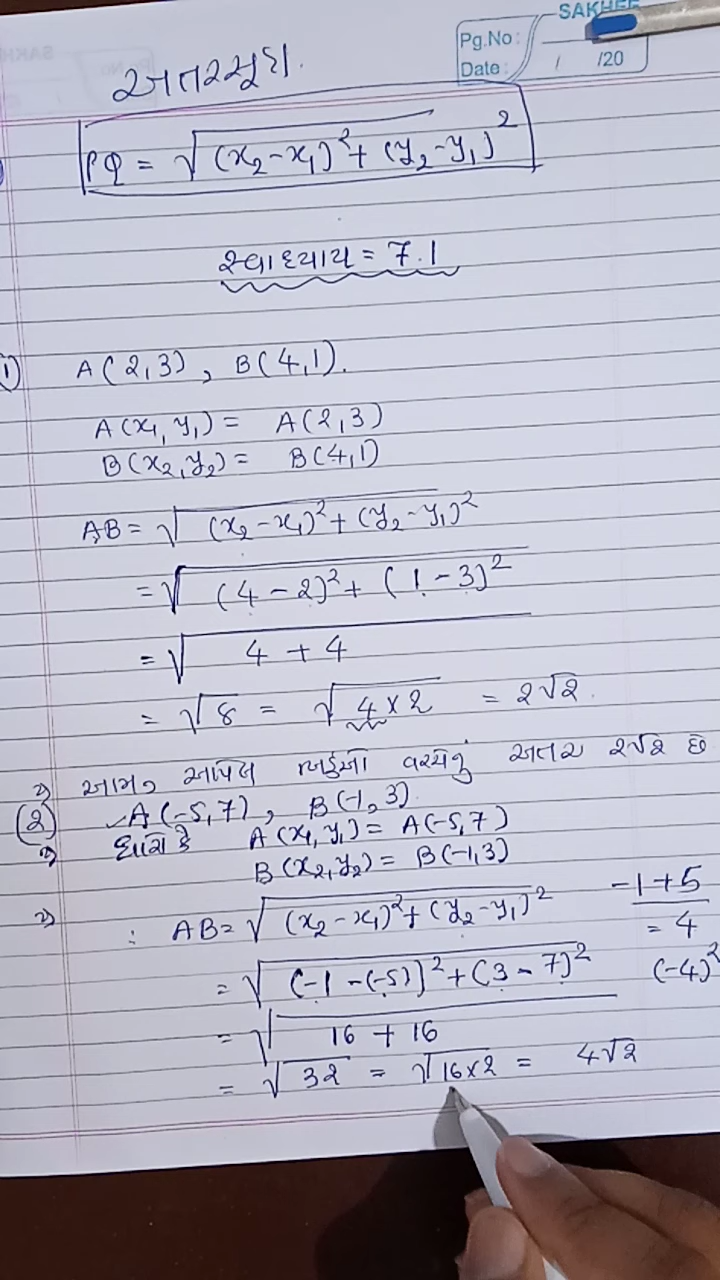 SAKHEE
Pg.No :
Date : / /20
અંતરસૂત્ર.
PQ = √(x₂-x₁)² + (y₂-y₁)²
સ્વાધ્યાય = 7.1
1) A(2,3), B(4,1).
A(x₁, y₁) = A(2,3)
B(x₂, y₂) = B(4,1)
AB = √(x₂-x₁)² + (y₂-y₁)²
= √(4-2)² + (1-3)²
= √4 + 4
= √8 = √4×2 = 2√2.
આમ, આપેલ વચ્ચેનું અંતર 2√2 છે
(2) A(-5,7), B(-1,3).
ધારો કે A(x₁, y₁) = A(-5,7)
B(x₂, y₂) = B(-1,3)
: AB = √(x₂-x₁)² + (y₂-y₁)² -1+5
= 4
= √(-1-(-5))² + (3-7)² (-4)²
= √16 + 16
= √32 = √16×2 = 4√2